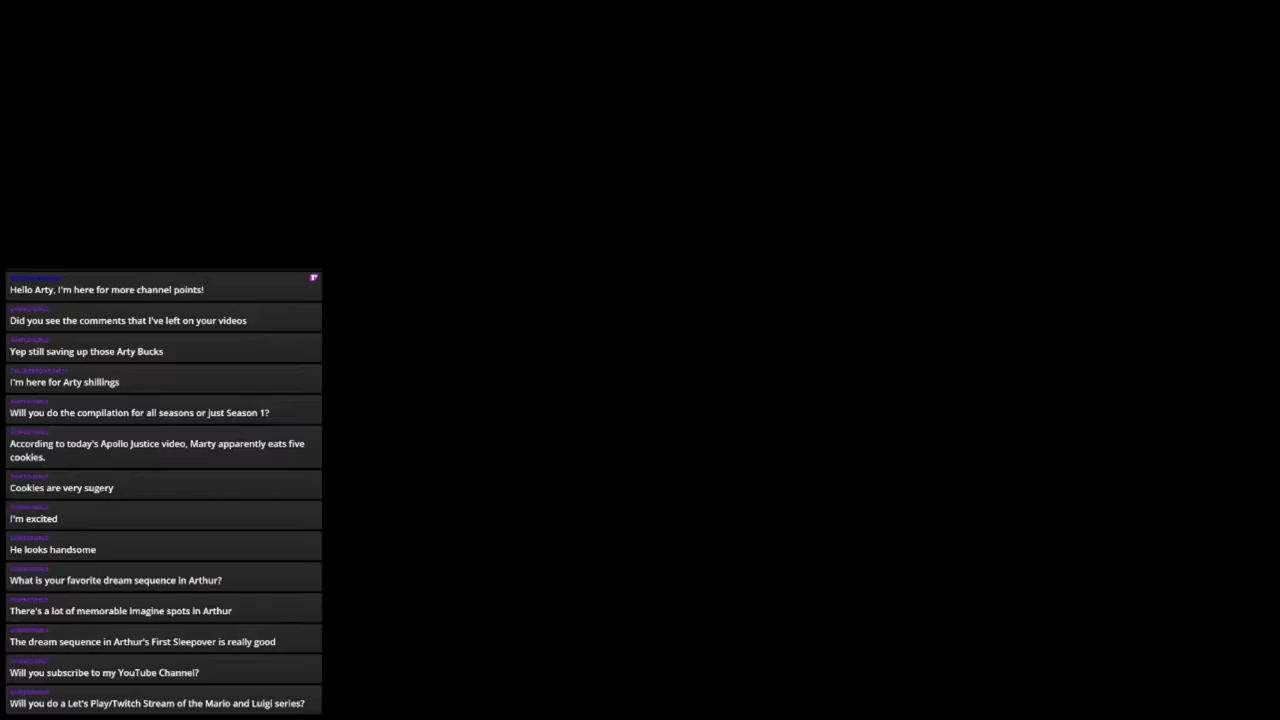 Hello Arty, I'm here for more channel points!
Did you see the comments that I've left on your videos
Yep still saving up those Arty Bucks
I'm here for Arty shillings
Will you do the compilation for all seasons or just Season 1?
According to today's Apollo Justice video, Marty apparently eats five
cookies.
Cookies are very sugery
I'm excited
He looks handsome
What is your favorite dream sequence in Arthur?
There's a lot of memorable imagine spots in Arthur
The dream sequence in Arthur's First Sleepover is really good
Will you subscribe to my YouTube Channel?
Will you do a Let's Play/Twitch Stream of the Mario and Luigi series?